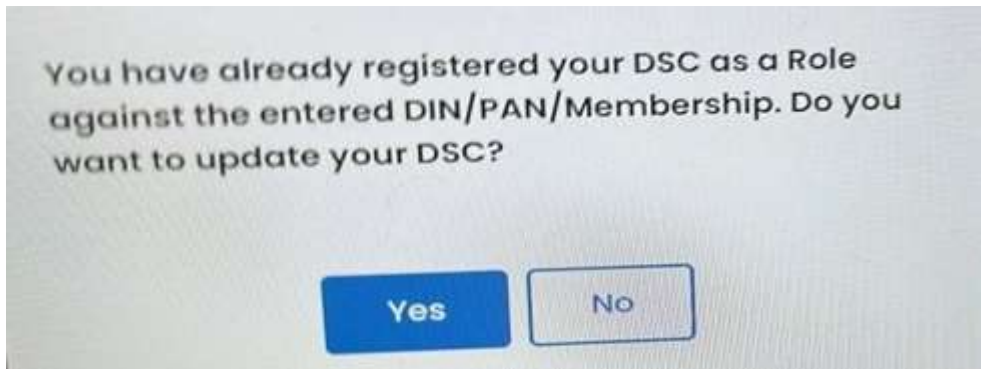 You have already registered your DSC as a Role
against the entered DIN/PAN/Membership. Do you
want to update your DSC?
Yes
No